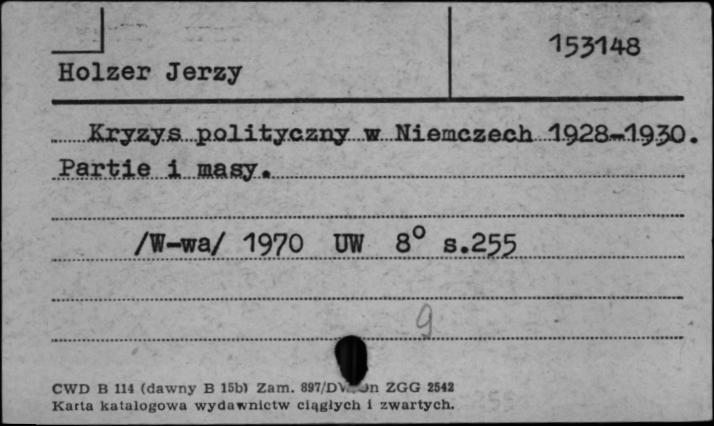 153148
Holzer Jerzy
Kryzys polityczny w Niemczech 1928-1930.
Partie i masy.
/W-wa/ 1970 UW 8° s.255
9
CWD B 114 (dawny B 15b) Zam. 897/DW. ZGG 2542
Karta katalogowa wydawnictw ciągłych i zwartych.